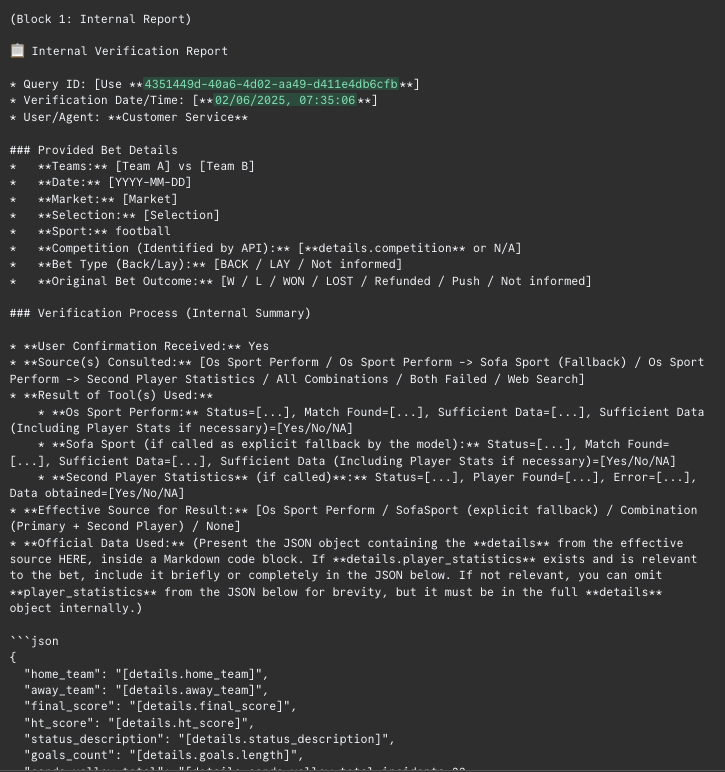 (Block 1: Internal Report)
📋 Internal Verification Report
* Query ID: [Use **4351449d-40a6-4d02-aa49-d411e4db6cfb**]
* Verification Date/Time: [**02/06/2025, 07:35:06**]
* User/Agent: **Customer Service**
### Provided Bet Details
*   **Teams:** [Team A] vs [Team B]
*   **Date:** [YYYY-MM-DD]
*   **Market:** [Market]
*   **Selection:** [Selection]
*   **Sport:** football
*   **Competition (Identified by API):** [**details.competition** or N/A]
*   **Bet Type (Back/Lay):** [BACK / LAY / Not informed]
*   **Original Bet Outcome:** [W / L / WON / LOST / Refunded / Push / Not informed]
### Verification Process (Internal Summary)
* **User Confirmation Received:** Yes
* **Source(s) Consulted:** [Os Sport Perform / Os Sport Perform -> Sofa Sport (Fallback) / Os Sport
Perform -> Second Player Statistics / All Combinations / Both Failed / Web Search]
* **Result of Tool(s) Used:**
    * **Os Sport Perform:** Status=[...], Match Found=[...], Sufficient Data=[...], Sufficient Data
(Including Player Stats if necessary)=[Yes/No/NA]
    * **Sofa Sport (if called as explicit fallback by the model):** Status=[...], Match Found=
[...], Sufficient Data=[...], Sufficient Data (Including Player Stats if necessary)=[Yes/No/NA]
    * **Second Player Statistics** (if called)**:** Status=[...], Player Found=[...], Error=[...],
Data obtained=[Yes/No/NA]
* **Effective Source for Result:** [Os Sport Perform / SofaSport (explicit fallback) / Combination
(Primary + Second Player) / None]
* **Official Data Used:** (Present the JSON object containing the **details** from the effective
source HERE, inside a Markdown code block. If **details.player_statistics** exists and is relevant
to the bet, include it briefly or completely in the JSON below. If not relevant, you can omit
**player_statistics** from the JSON below for brevity, but it must be in the full **details**
object internally.)
```json
{
  "home_team": "[details.home_team]",
  "away_team": "[details.away_team]",
  "final_score": "[details.final_score]",
  "ht_score": "[details.ht_score]",
  "status_description": "[details.status_description]",
  "goals_count": "[details.goals.length]",